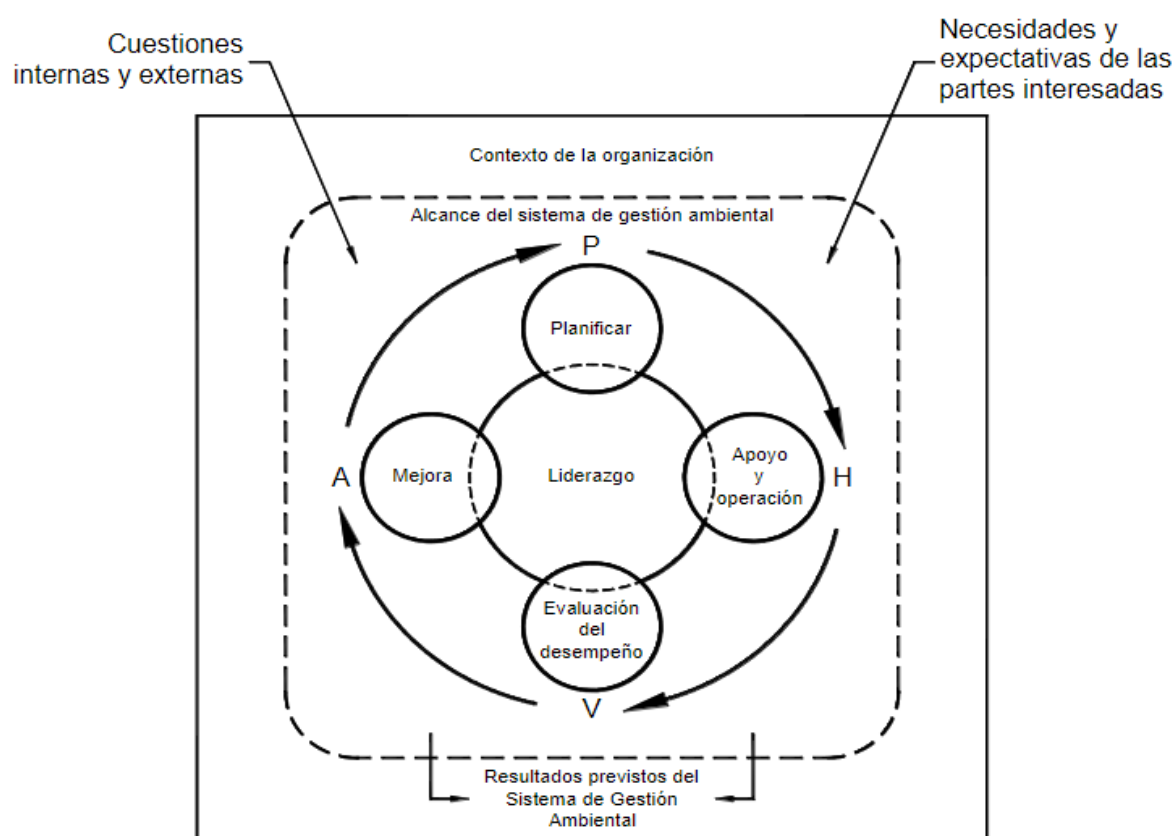 Cuestiones
internas y externas
Necesidades y
expectativas de las
partes interesadas
Contexto de la organización
Alcance del sistema de gestión ambiental
P
Planificar
A
Mejora
Liderazgo
Apoyo
y
operación
H
Evaluación
del
desempeño
V
Resultados previstos del
Sistema de Gestión
Ambiental